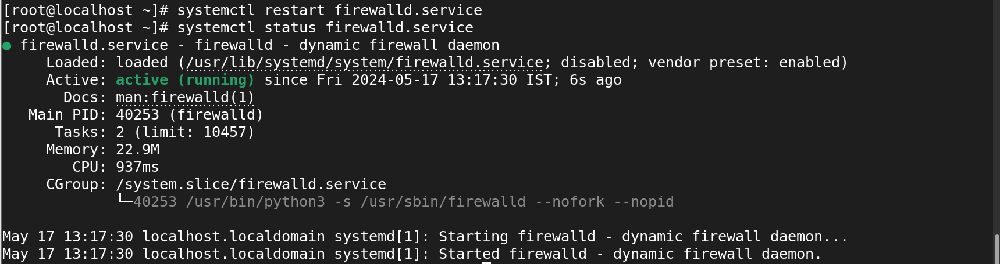 [root@localhost ~]# systemctl restart firewalld.service
[root@localhost ~]# systemctl status firewalld.service
● firewalld.service - firewalld - dynamic firewall daemon
     Loaded: loaded (/usr/lib/systemd/system/firewalld.service; disabled; vendor preset: enabled)
     Active: active (running) since Fri 2024-05-17 13:17:30 IST; 6s ago
       Docs: man:firewalld(1)
   Main PID: 40253 (firewalld)
      Tasks: 2 (limit: 10457)
     Memory: 22.9M
        CPU: 937ms
     CGroup: /system.slice/firewalld.service
             └─40253 /usr/bin/python3 -s /usr/sbin/firewalld --nofork --nopid

May 17 13:17:30 localhost.localdomain systemd[1]: Starting firewalld - dynamic firewall daemon...
May 17 13:17:30 localhost.localdomain systemd[1]: Started firewalld - dynamic firewall daemon.